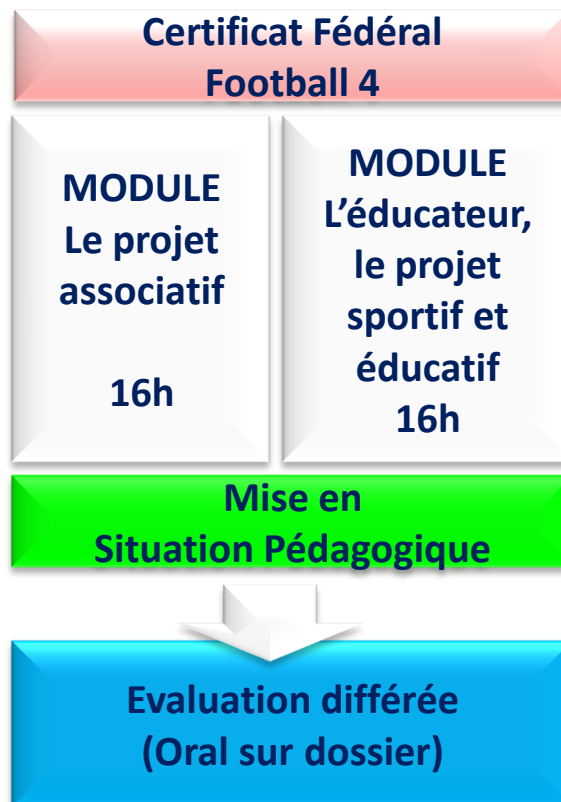 Certificat Fédéral
Football 4
MODULE
Le projet
associatif
16h
MODULE
L'éducateur,
le projet
sportif et
éducatif
16h
Mise en
Situation Pédagogique
Evaluation différée
(Oral sur dossier)